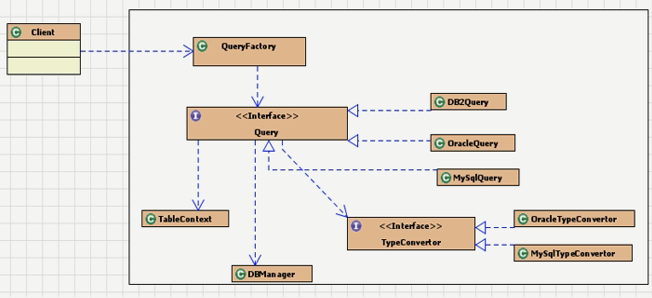 Client
QueryFactory
<<Interface>>
Query
DB2Query
OracleQuery
MySqlQuery
TableContext
<<Interface>>
TypeConvertor
OracleTypeConvertor
MySqlTypeConvertor
DBManager